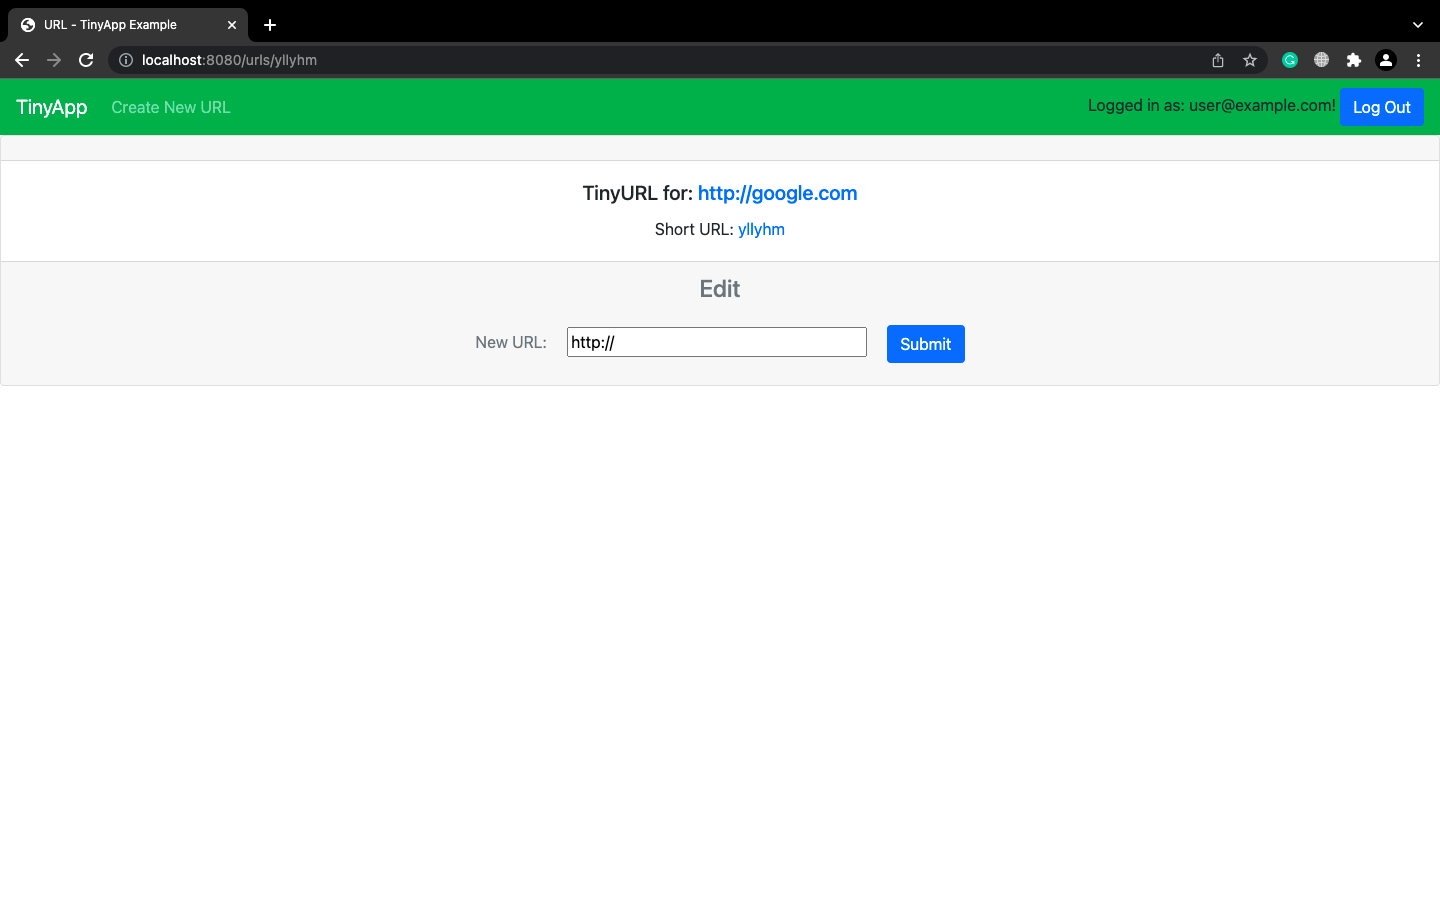 URL - TinyApp Example
localhost:8080/urls/yllyhm
TinyApp Create New URL Logged in as: user@example.com! Log Out
TinyURL for: http://google.com
Short URL: yllyhm
Edit
New URL: http:// Submit